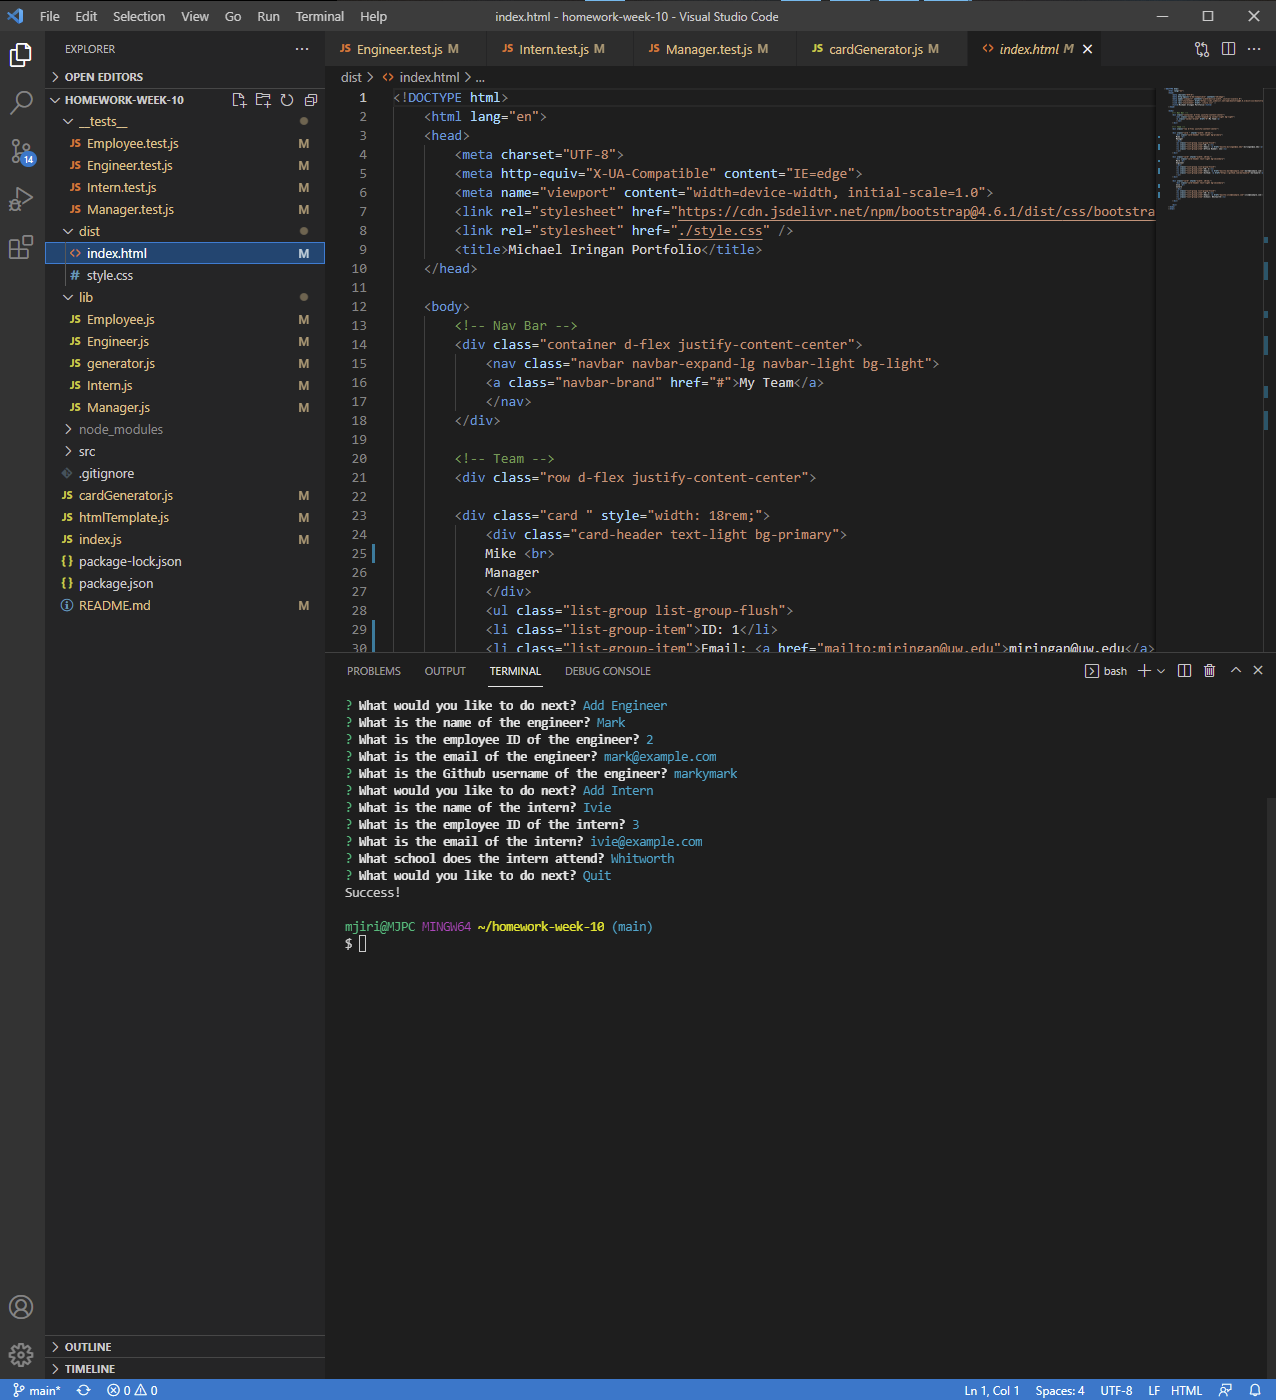 File Edit Selection View Go Run Terminal Help index.html - homework-week-10 - Visual Studio Code
EXPLORER
OPEN EDITORS
HOMEWORK-WEEK-10
__tests__
JS Employee.test.js M
JS Engineer.test.js M
JS Intern.test.js M
JS Manager.test.js M
dist
<> index.html M
# style.css
lib
JS Employee.js M
JS Engineer.js M
JS generator.js M
JS Intern.js M
JS Manager.js M
node_modules
src
.gitignore
JS cardGenerator.js M
JS htmlTemplate.js M
JS index.js M
{} package-lock.json
{} package.json
README.md M
14
OUTLINE
TIMELINE
JS Engineer.test.js M JS Intern.test.js M JS Manager.test.js M JS cardGenerator.js M <> index.html M
dist > <> index.html > ...
1 <!DOCTYPE html>
2 <html lang="en">
3 <head>
4 <meta charset="UTF-8">
5 <meta http-equiv="X-UA-Compatible" content="IE=edge">
6 <meta name="viewport" content="width=device-width, initial-scale=1.0">
7 <link rel="stylesheet" href="https://cdn.jsdelivr.net/npm/bootstrap@4.6.1/dist/css/bootstra
8 <link rel="stylesheet" href="./style.css" />
9 <title>Michael Iringan Portfolio</title>
10 </head>
11
12 <body>
13 <!-- Nav Bar -->
14 <div class="container d-flex justify-content-center">
15 <nav class="navbar navbar-expand-lg navbar-light bg-light">
16 <a class="navbar-brand" href="#">My Team</a>
17 </nav>
18 </div>
19
20 <!-- Team -->
21 <div class="row d-flex justify-content-center">
22
23 <div class="card " style="width: 18rem;">
24 <div class="card-header text-light bg-primary">
25 Mike <br>
26 Manager
27 </div>
28 <ul class="list-group list-group-flush">
29 <li class="list-group-item">ID: 1</li>
30 <li class="list-group-item">Email: <a href="mailto:miringan@uw.edu">miringan@uw.edu</a>
PROBLEMS OUTPUT TERMINAL DEBUG CONSOLE bash
? What would you like to do next? Add Engineer
? What is the name of the engineer? Mark
? What is the employee ID of the engineer? 2
? What is the email of the engineer? mark@example.com
? What is the Github username of the engineer? markymark
? What would you like to do next? Add Intern
? What is the name of the intern? Ivie
? What is the employee ID of the intern? 3
? What is the email of the intern? ivie@example.com
? What school does the intern attend? Whitworth
? What would you like to do next? Quit
Success!
mjiri@MJPC MINGW64 ~/homework-week-10 (main)
$
main* 0 0 Ln 1, Col 1 Spaces: 4 UTF-8 LF HTML